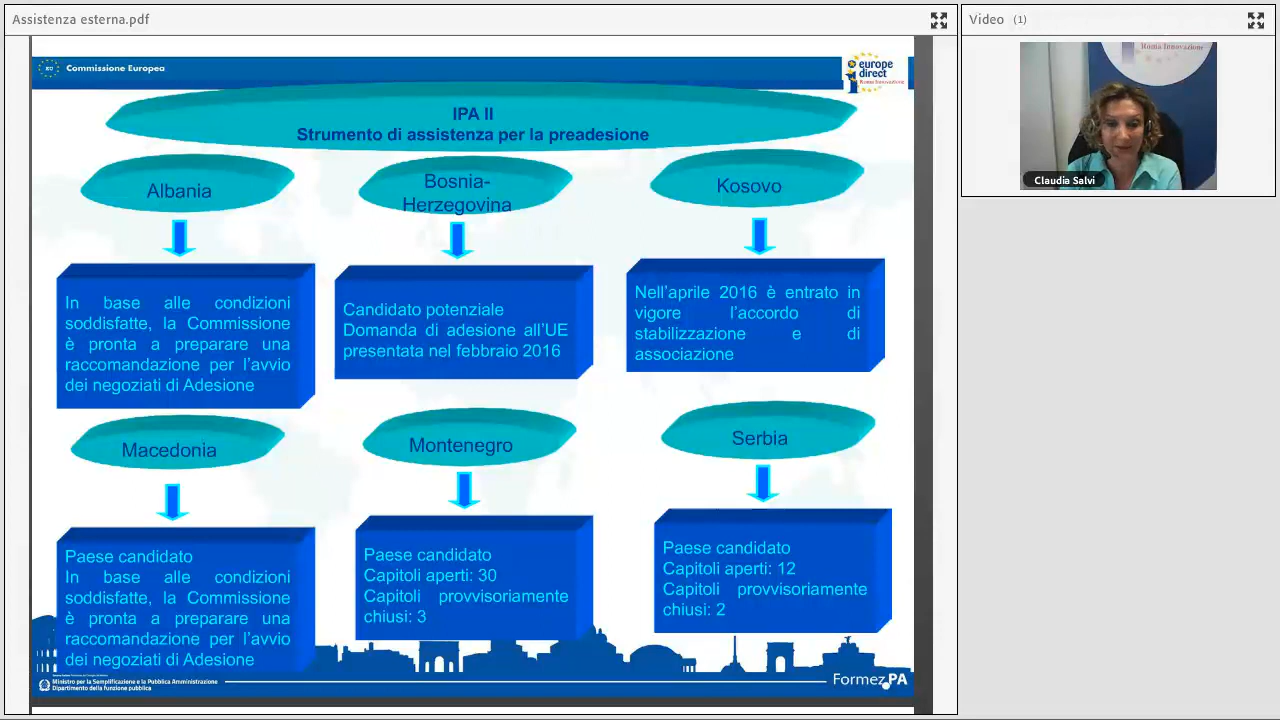 Assistenza esterna.pdf
Video (1)
Commissione Europea
europe
direct
Roma Innovazione
Roma Innovazione
Claudia Salvi
IPA II
Strumento di assistenza per la preadesione
Albania
Bosnia-
Herzegovina
Kosovo
In base alle condizioni
soddisfatte, la Commissione
è pronta a preparare una
raccomandazione per l'avvio
dei negoziati di Adesione
Candidato potenziale
Domanda di adesione all'UE
presentata nel febbraio 2016
Nell'aprile 2016 è entrato in
vigore l'accordo di
stabilizzazione e di
associazione
Macedonia
Montenegro
Serbia
Paese candidato
In base alle condizioni
soddisfatte, la Commissione
è pronta a preparare una
raccomandazione per l'avvio
dei negoziati di Adesione
Paese candidato
Capitoli aperti: 30
Capitoli provvisoriamente
chiusi: 3
Paese candidato
Capitoli aperti: 12
Capitoli provvisoriamente
chiusi: 2
Ministro per la Semplificazione e la Pubblica Amministrazione
Dipartimento della funzione pubblica
FormezPA